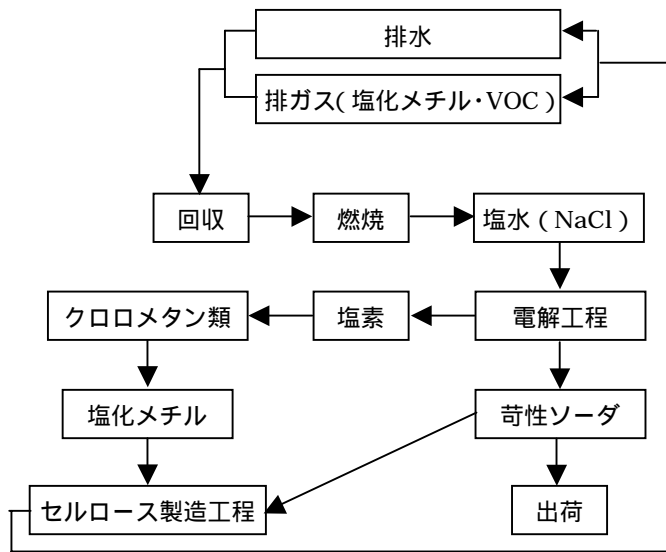 排水
排ガス(塩化メチル・VOC)
回収
燃焼
塩水(NaCl)
クロロメタン類
塩素
電解工程
塩化メチル
苛性ソーダ
セルロース製造工程
出荷